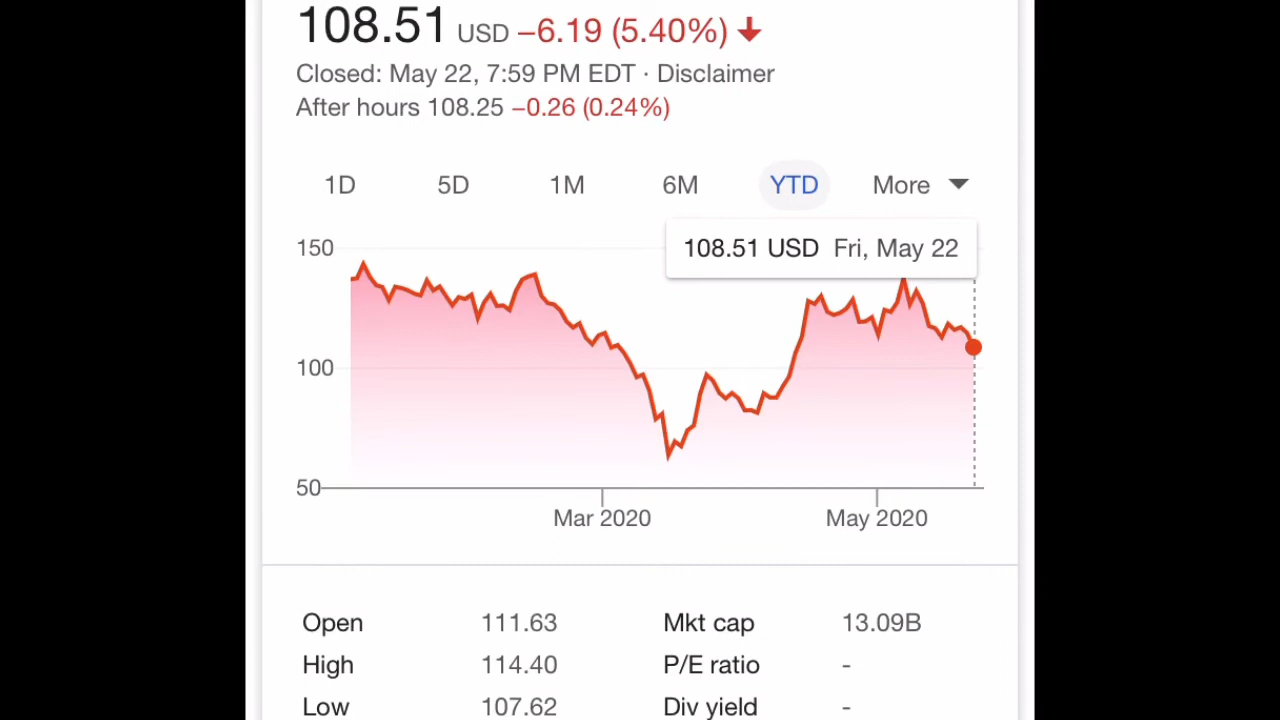 108.51 USD −6.19 (5.40%)
Closed: May 22, 7:59 PM EDT · Disclaimer
After hours 108.25 −0.26 (0.24%)
1D 5D 1M 6M YTD More
108.51 USD Fri, May 22
150
100
50
Mar 2020 May 2020
Open 111.63 Mkt cap 13.09B
High 114.40 P/E ratio -
Low 107.62 Div yield -